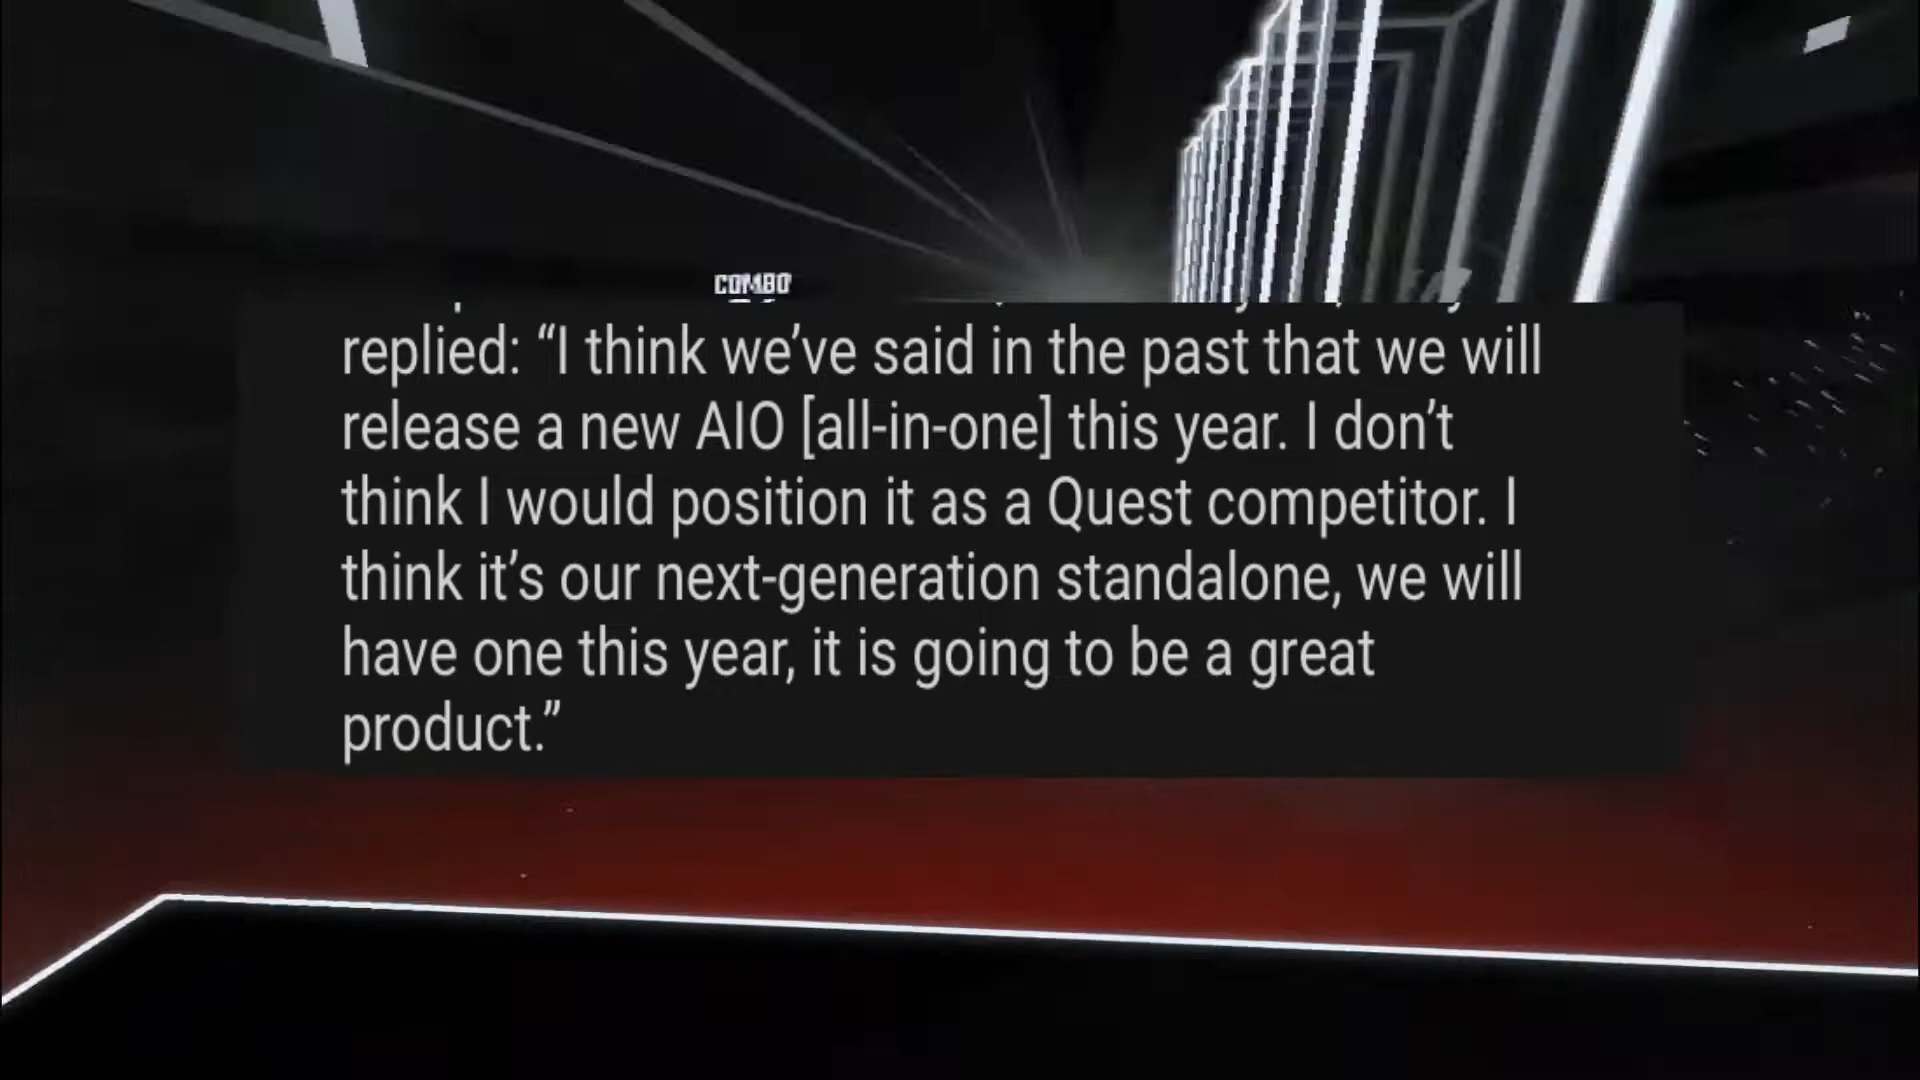 COMBO
replied: “I think we’ve said in the past that we will
release a new AIO [all-in-one] this year. I don’t
think I would position it as a Quest competitor. I
think it’s our next-generation standalone, we will
have one this year, it is going to be a great
product.”